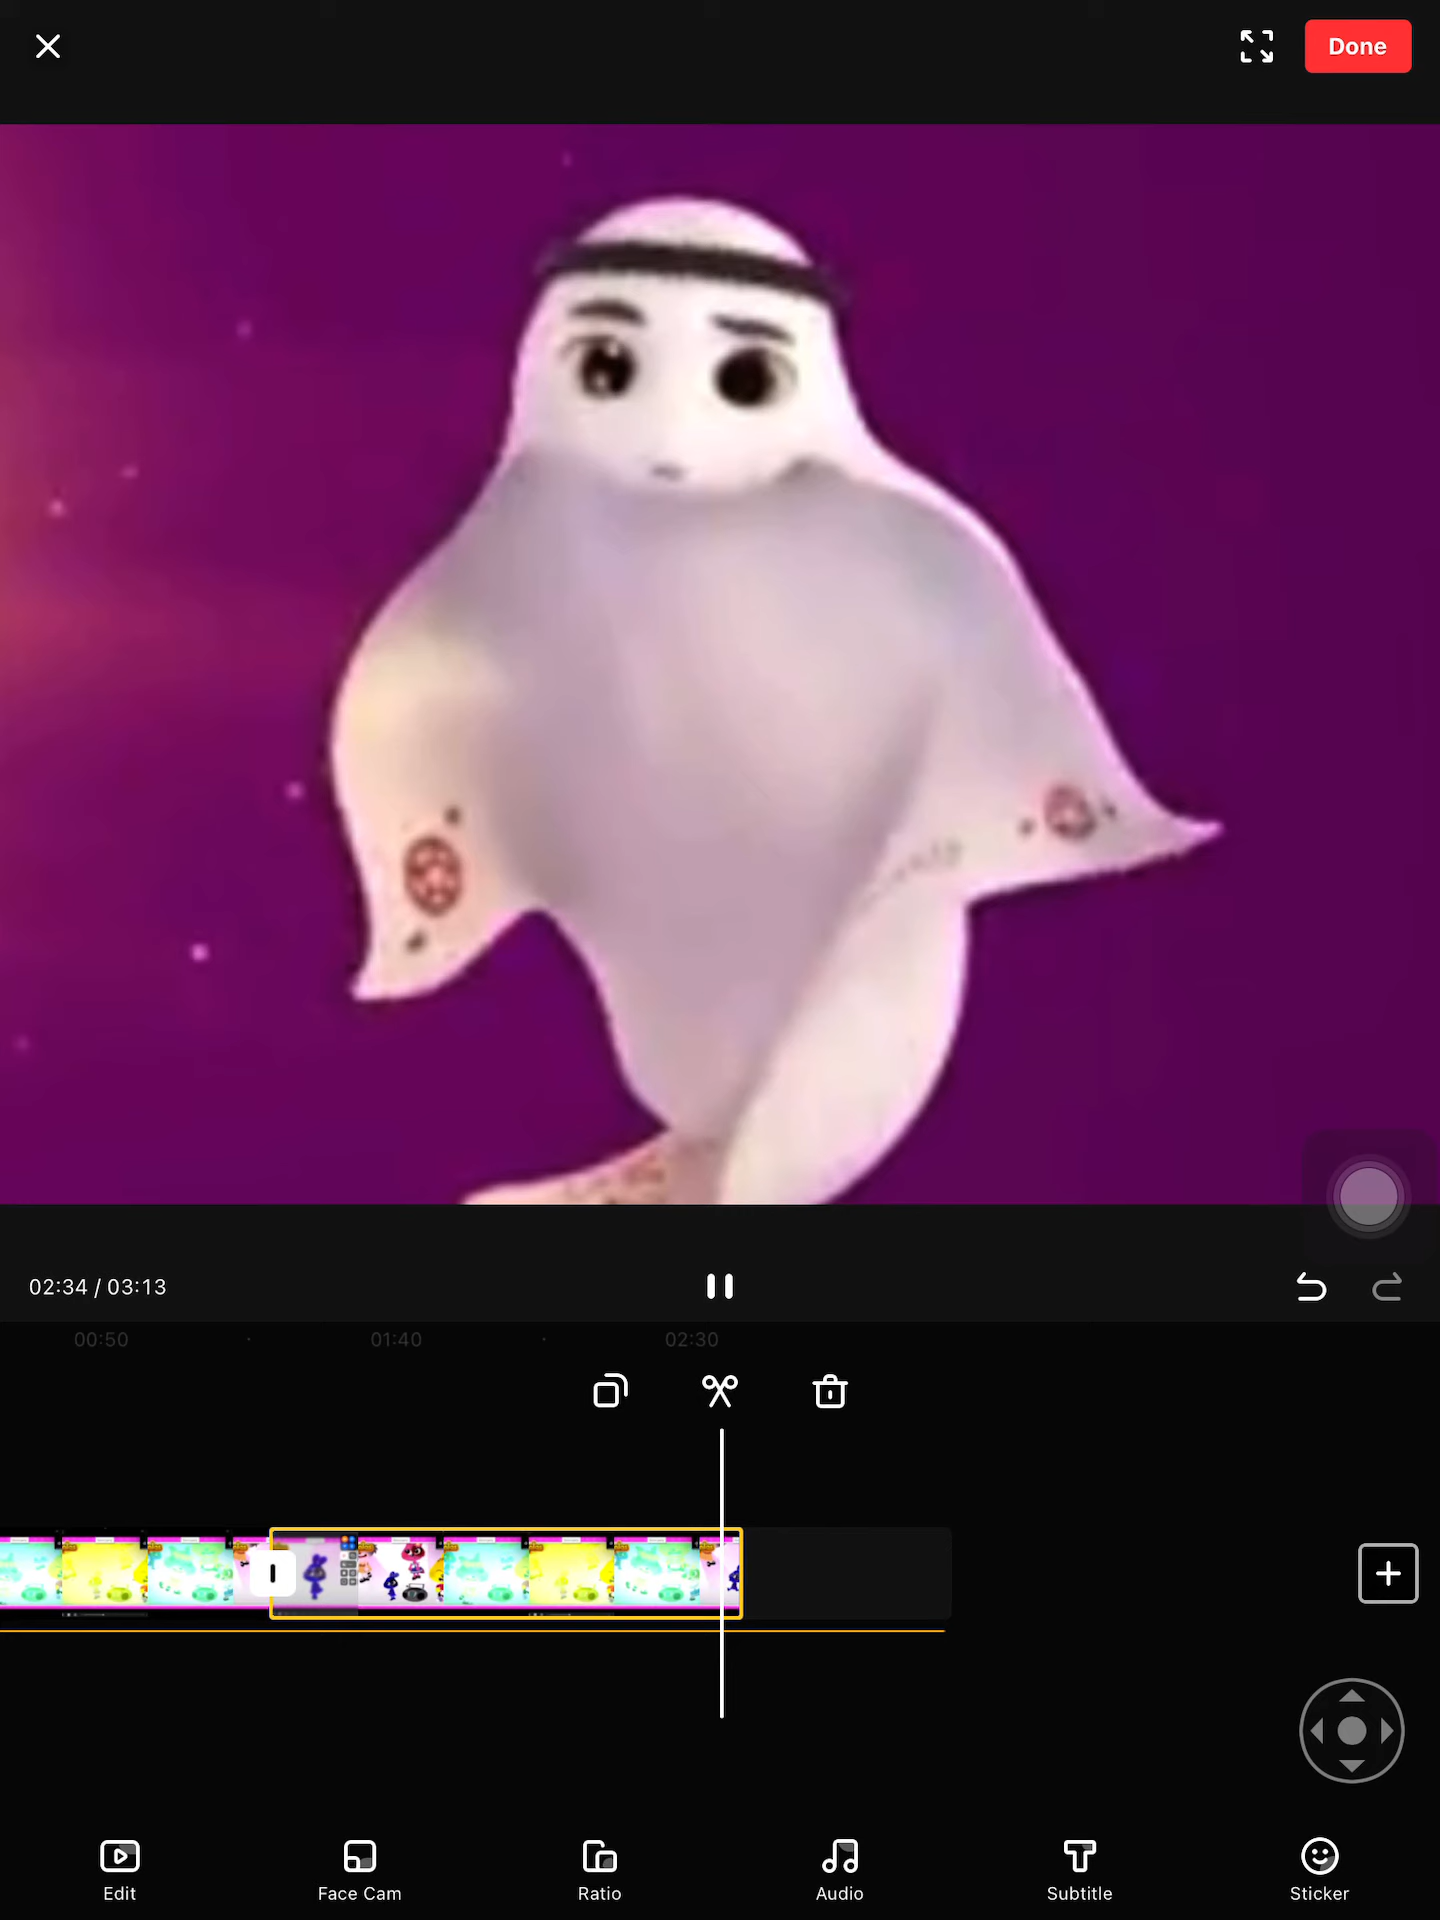 Done
02:34 / 03:13
00:50
01:40
02:30
Edit
Face Cam
Ratio
Audio
Subtitle
Sticker